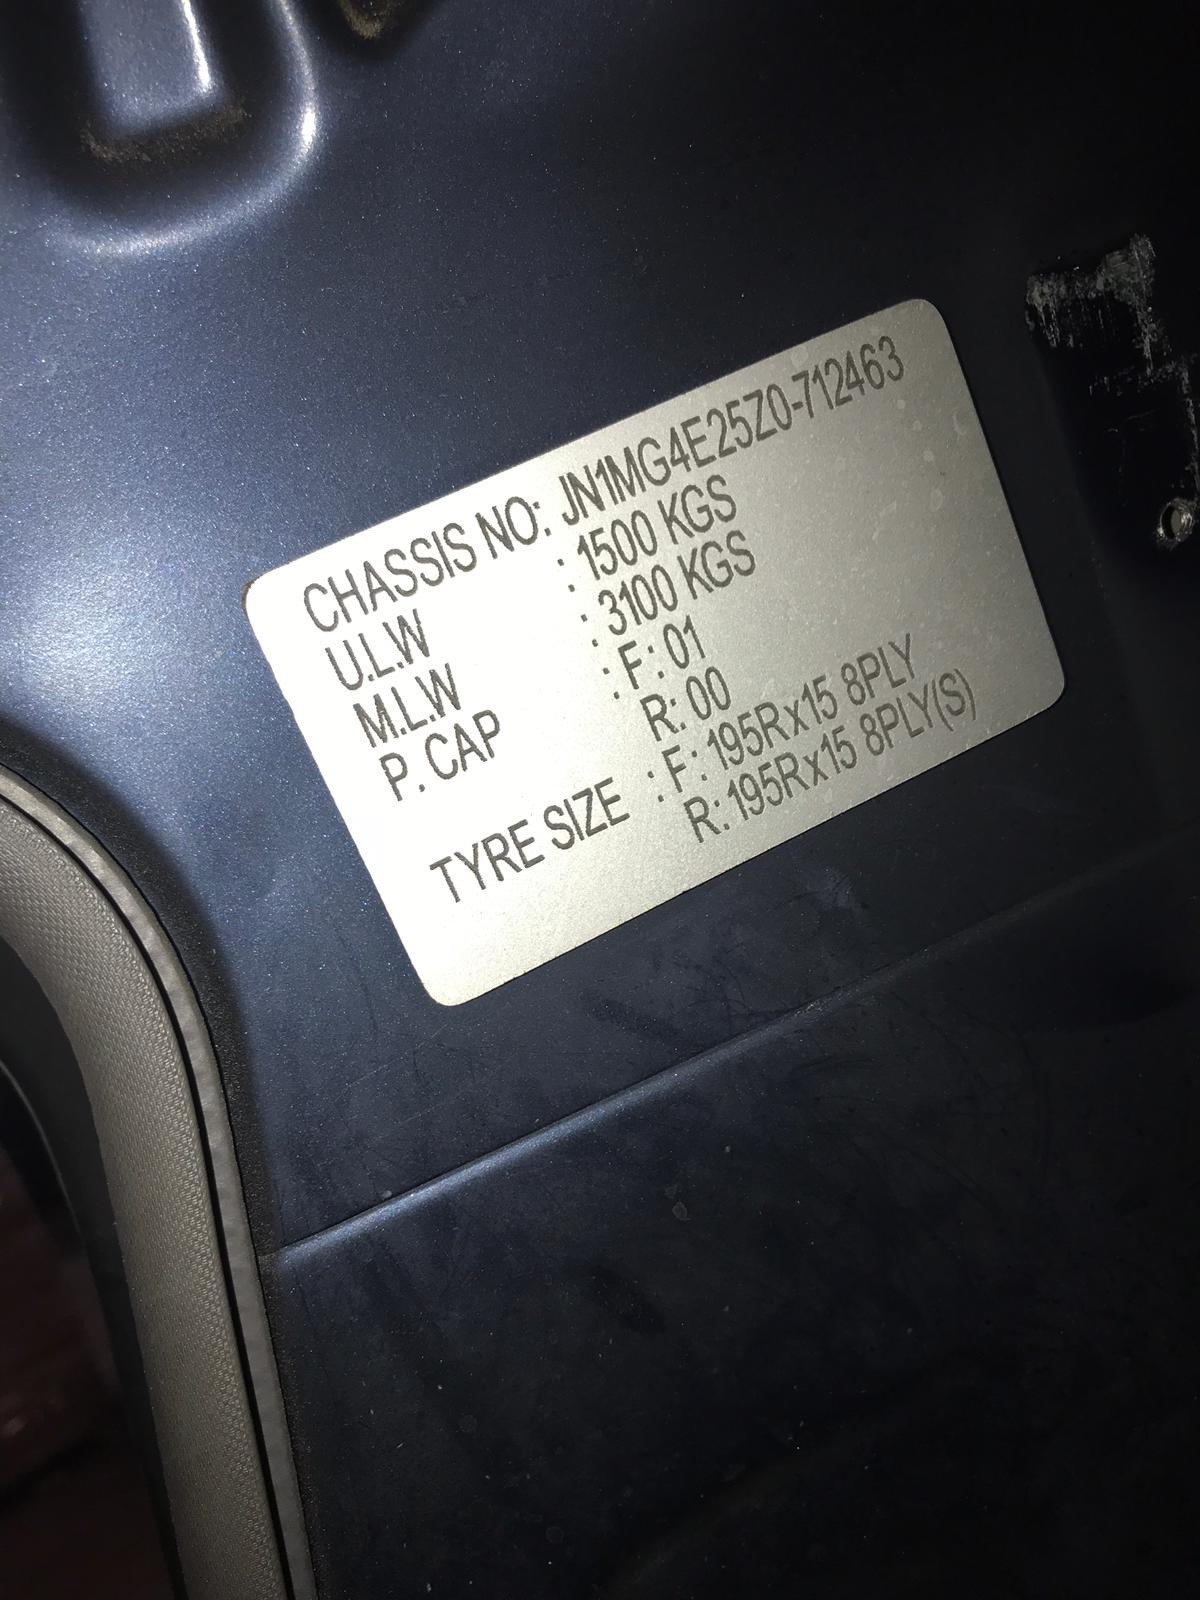 CHASSIS NO: JN1MG4E25Z0-712463
U.L.W : 1500 KGS
M.L.W : 3100 KGS
P. CAP : F: 01
R: 00
TYRE SIZE : F: 195Rx15 8PLY
R: 195Rx15 8PLY(S)